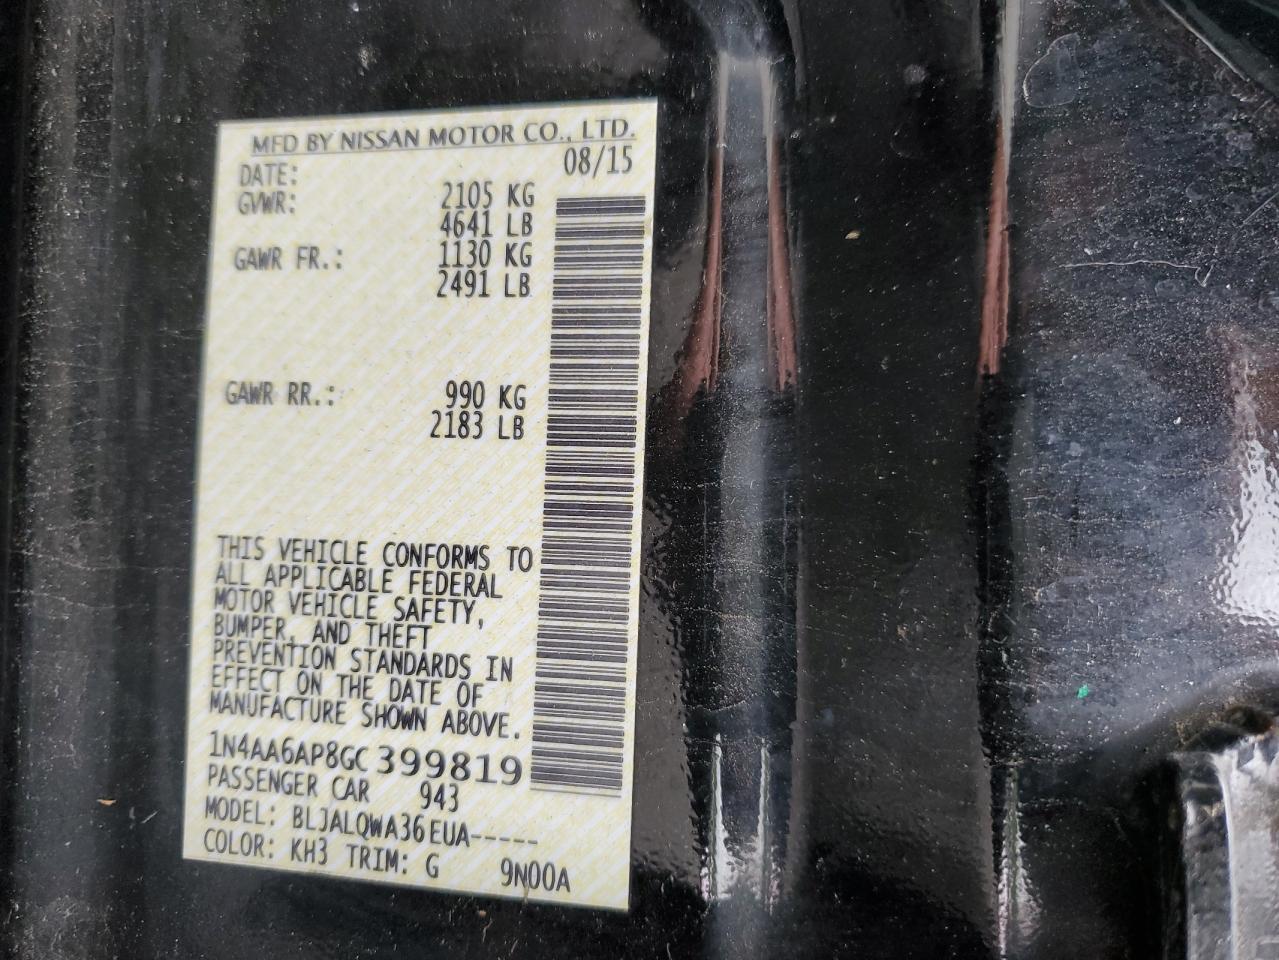 MFD BY NISSAN MOTOR CO., LTD.
DATE: 08/15
GVWR: 2105 KG
4641 LB
GAWR FR.: 1130 KG
2491 LB
GAWR RR.: 990 KG
2183 LB
THIS VEHICLE CONFORMS TO
ALL APPLICABLE FEDERAL
MOTOR VEHICLE SAFETY,
BUMPER, AND THEFT
PREVENTION STANDARDS IN
EFFECT ON THE DATE OF
MANUFACTURE SHOWN ABOVE.
1N4AA6AP8GC399819
PASSENGER CAR 943
MODEL: BLJALQWA36EUA-----
COLOR: KH3 TRIM: G 9N00A